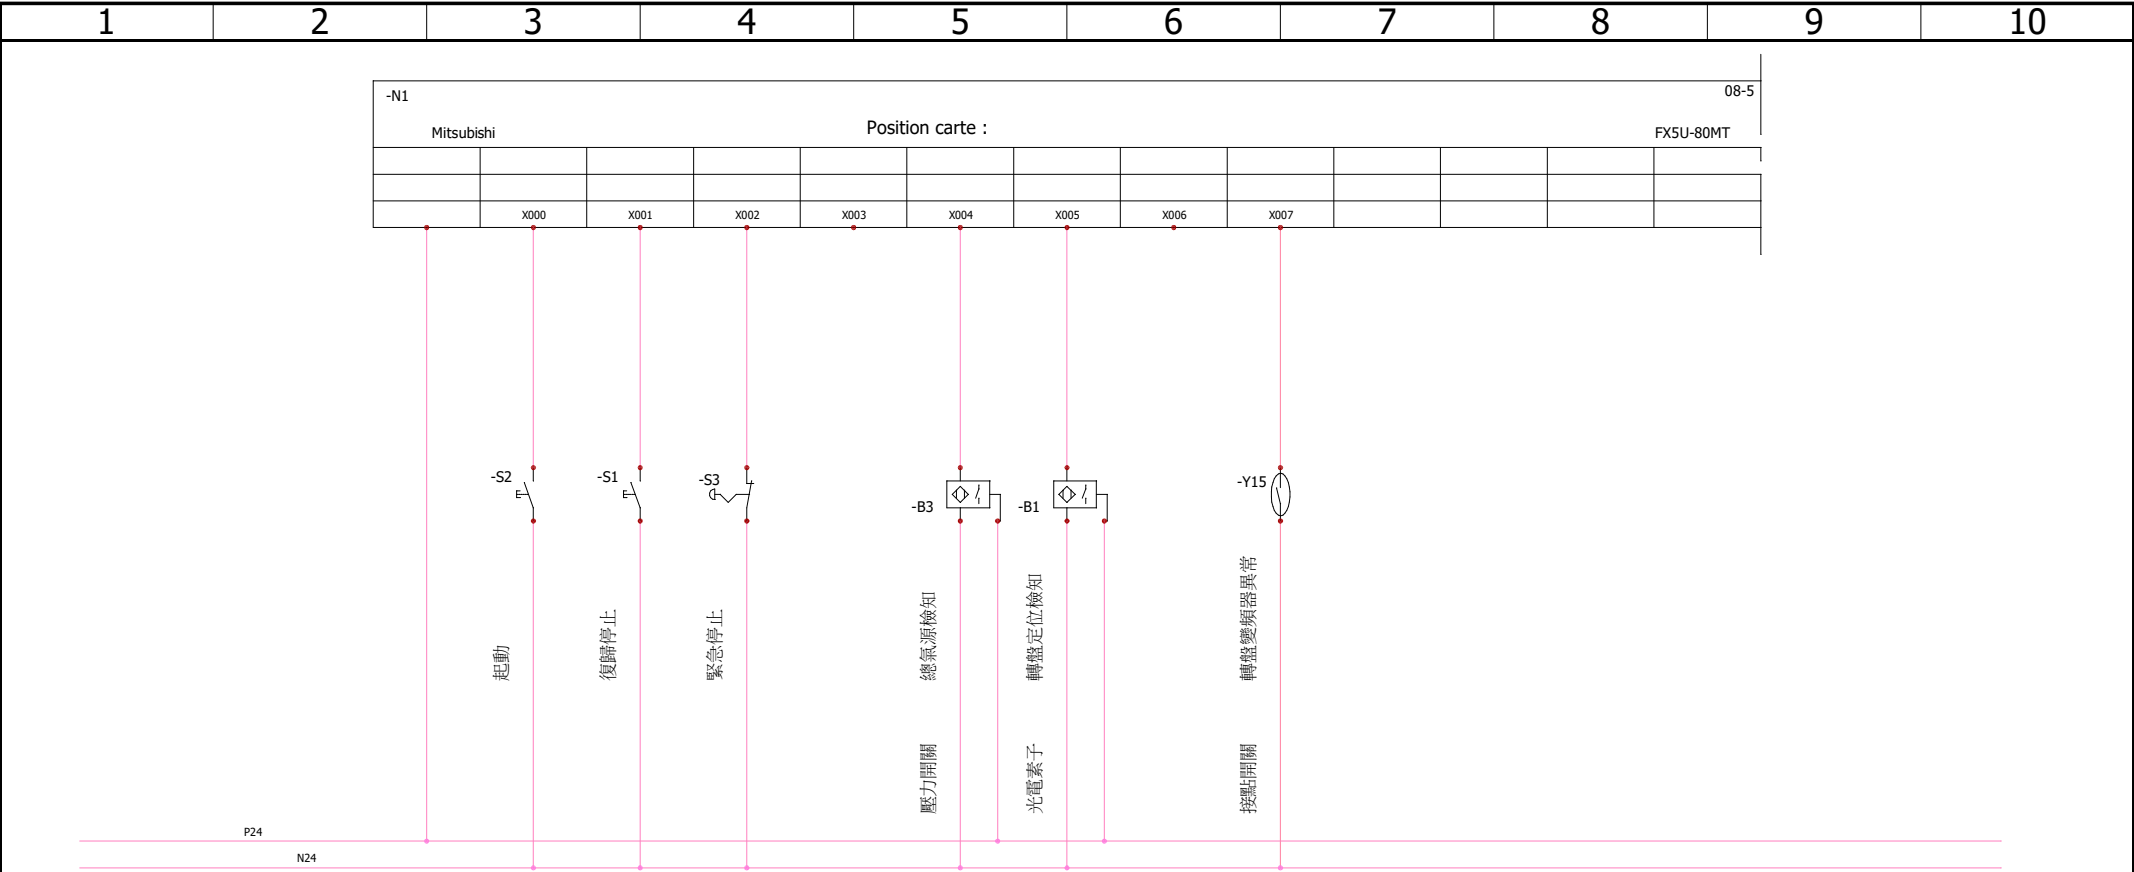 1 2 3 4 5 6 7 8 9 10
-N1 08-5
Mitsubishi Position carte : FX5U-80MT
X000 X001 X002 X003 X004 X005 X006 X007
-S2 -S1 -S3 -B3 -B1 -Y15
起動
復歸停止
緊急停止
總氣源檢知
壓力開關
轉盤定位檢知
光電素子
轉盤變頻器異常
接點開關
P24
N24